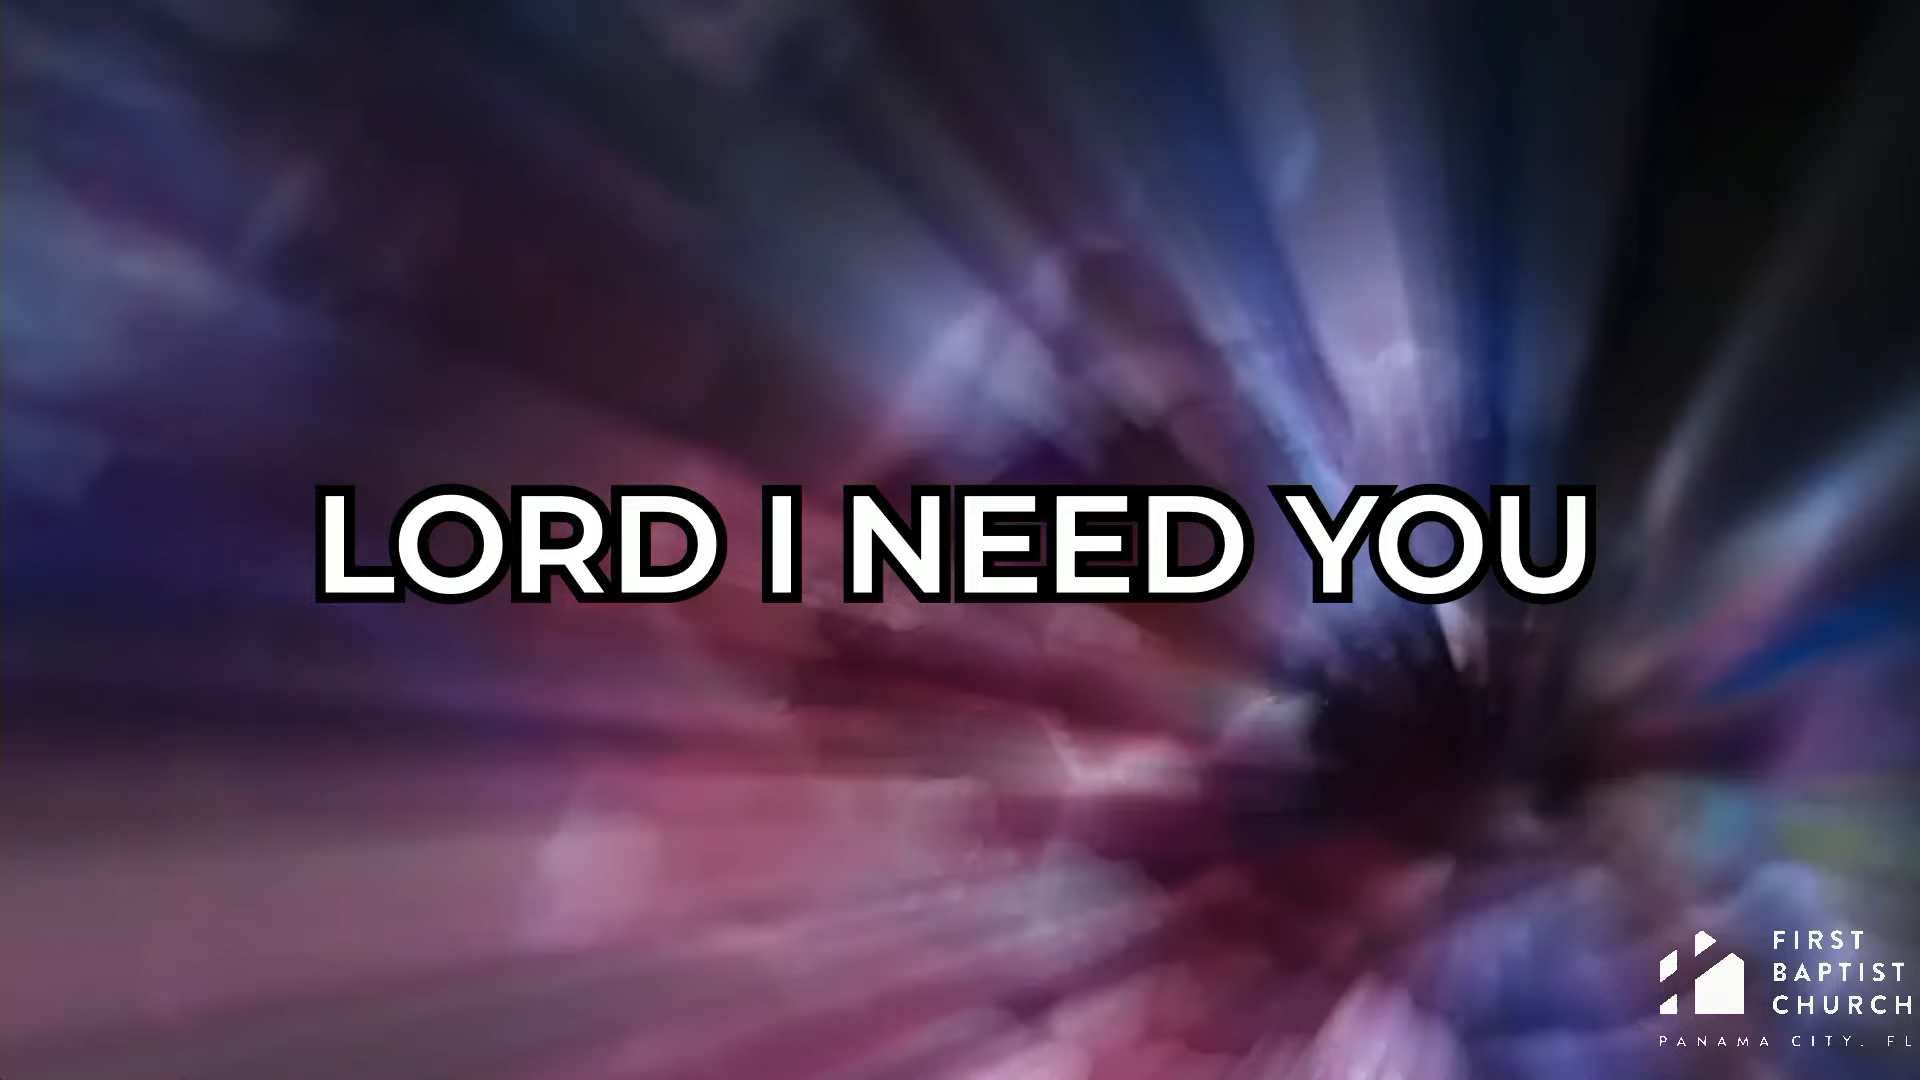 LORD I NEED YOU
FIRST
BAPTIST
CHURCH
PANAMA CITY, FL